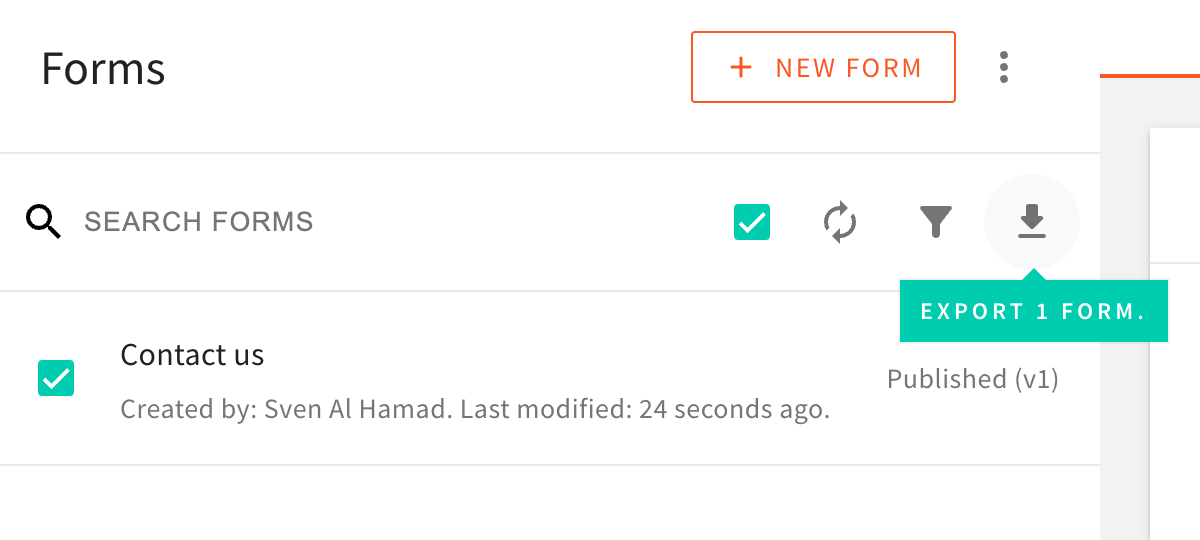 Forms
+ NEW FORM
SEARCH FORMS
EXPORT 1 FORM.
Contact us
Published (v1)
Created by: Sven Al Hamad. Last modified: 24 seconds ago.